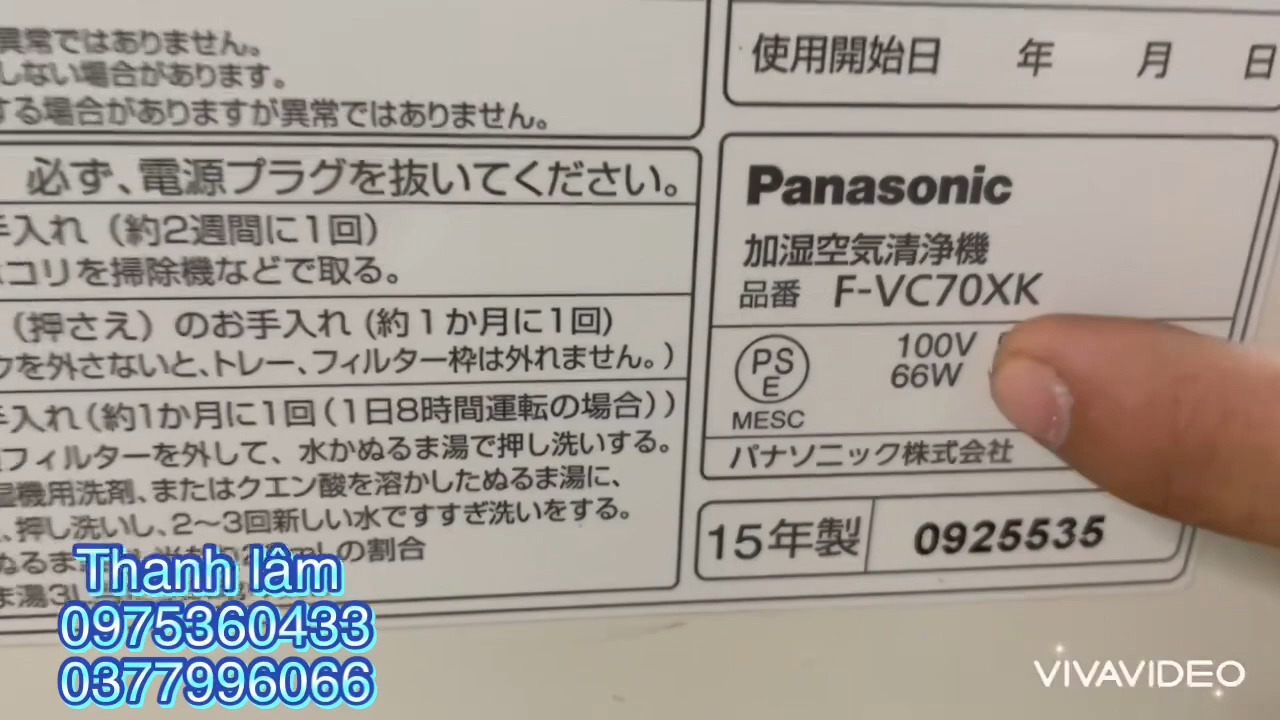 異常ではありません。
しない場合があります。
する場合がありますが異常ではありません。
必ず、電源プラグを抜いてください。
手入れ（約2週間に1回）
ホコリを掃除機などで取る。
（押さえ）のお手入れ（約1か月に1回）
を外さないと、トレー、フィルター枠は外れません。）
手入れ（約1か月に1回（1日8時間運転の場合））
フィルターを外して、水かぬるま湯で押し洗いする。
機用洗剤、またはクエン酸を溶かしたぬるま湯に、
、押し洗いし、2〜3回新しい水ですすぎ洗いをする。
ぬるま
の割合
ま湯3L
使用開始日 年 月 日
Panasonic
加湿空気清浄機
品番 F-VC70XK
PS
E
MESC
100V
66W
パナソニック株式会社
15年製 0925535
Thanh lâm
0975360433
0377996066
VIVAVIDEO